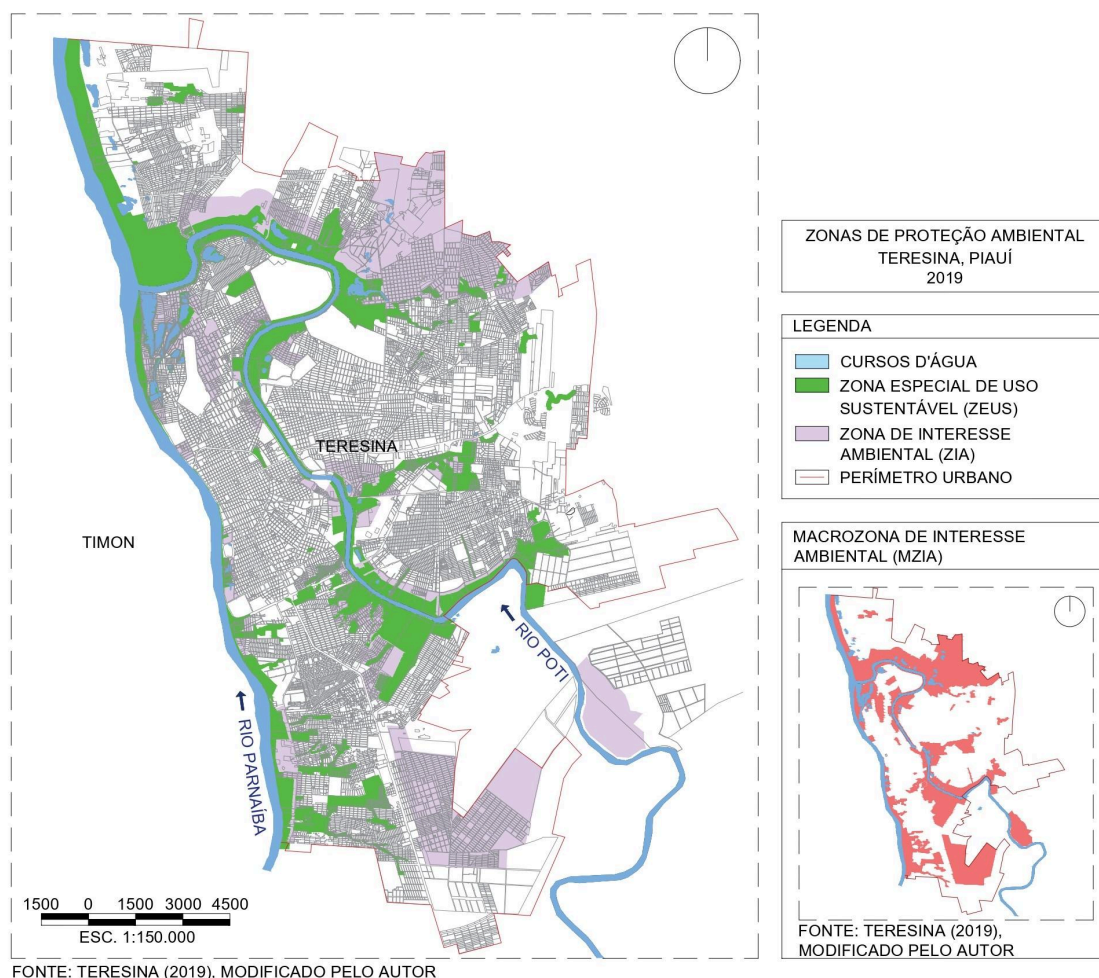 TERESINA
TIMON
RIO POTI
RIO PARNAÍBA
1500 0 1500 3000 4500
ESC. 1:150.000
FONTE: TERESINA (2019), MODIFICADO PELO AUTOR
ZONAS DE PROTEÇÃO AMBIENTAL
TERESINA, PIAUÍ
2019
LEGENDA
CURSOS D'ÁGUA
ZONA ESPECIAL DE USO
SUSTENTÁVEL (ZEUS)
ZONA DE INTERESSE
AMBIENTAL (ZIA)
PERÍMETRO URBANO
MACROZONA DE INTERESSE
AMBIENTAL (MZIA)
FONTE: TERESINA (2019),
MODIFICADO PELO AUTOR